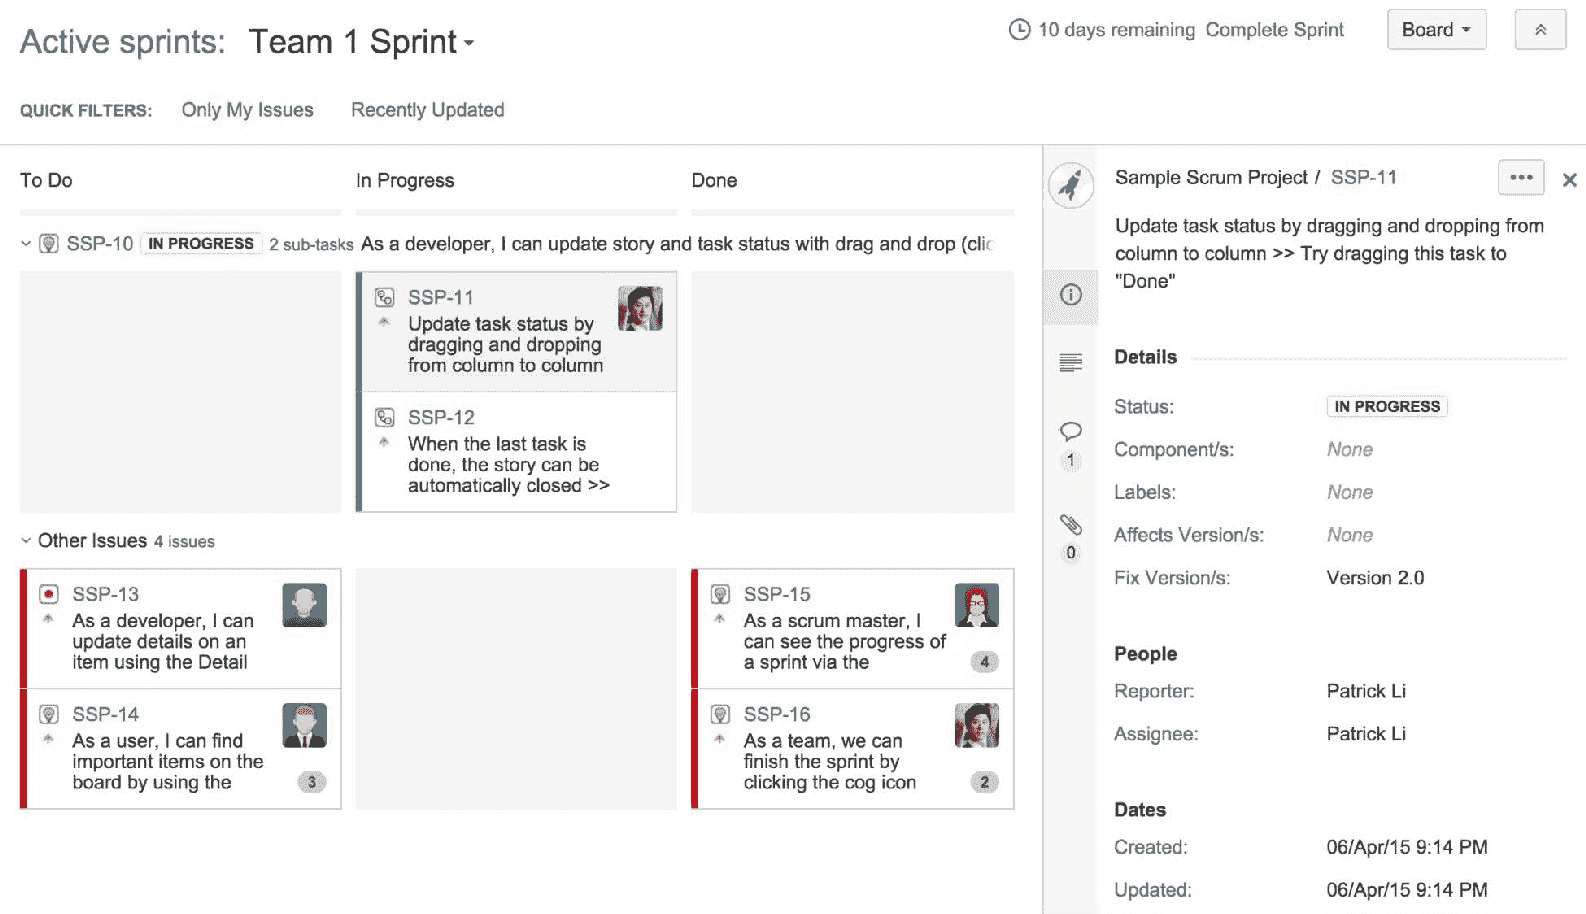 Active sprints: Team 1 Sprint
10 days remaining Complete Sprint Board
QUICK FILTERS: Only My Issues Recently Updated
To Do In Progress Done
SSP-10 IN PROGRESS 2 sub-tasks As a developer, I can update story and task status with drag and drop (clic
SSP-11
Update task status by
dragging and dropping
from column to column
SSP-12
When the last task is
done, the story can be
automatically closed >>
Other Issues 4 issues
SSP-13
As a developer, I can
update details on an
item using the Detail
SSP-14
As a user, I can find
important items on the
board by using the
3
SSP-15
As a scrum master, I
can see the progress of
a sprint via the
4
SSP-16
As a team, we can
finish the sprint by
clicking the cog icon
2
1
0
Sample Scrum Project / SSP-11
Update task status by dragging and dropping from
column to column >> Try dragging this task to
"Done"
Details
Status: IN PROGRESS
Component/s: None
Labels: None
Affects Version/s: None
Fix Version/s: Version 2.0
People
Reporter: Patrick Li
Assignee: Patrick Li
Dates
Created: 06/Apr/15 9:14 PM
Updated: 06/Apr/15 9:14 PM